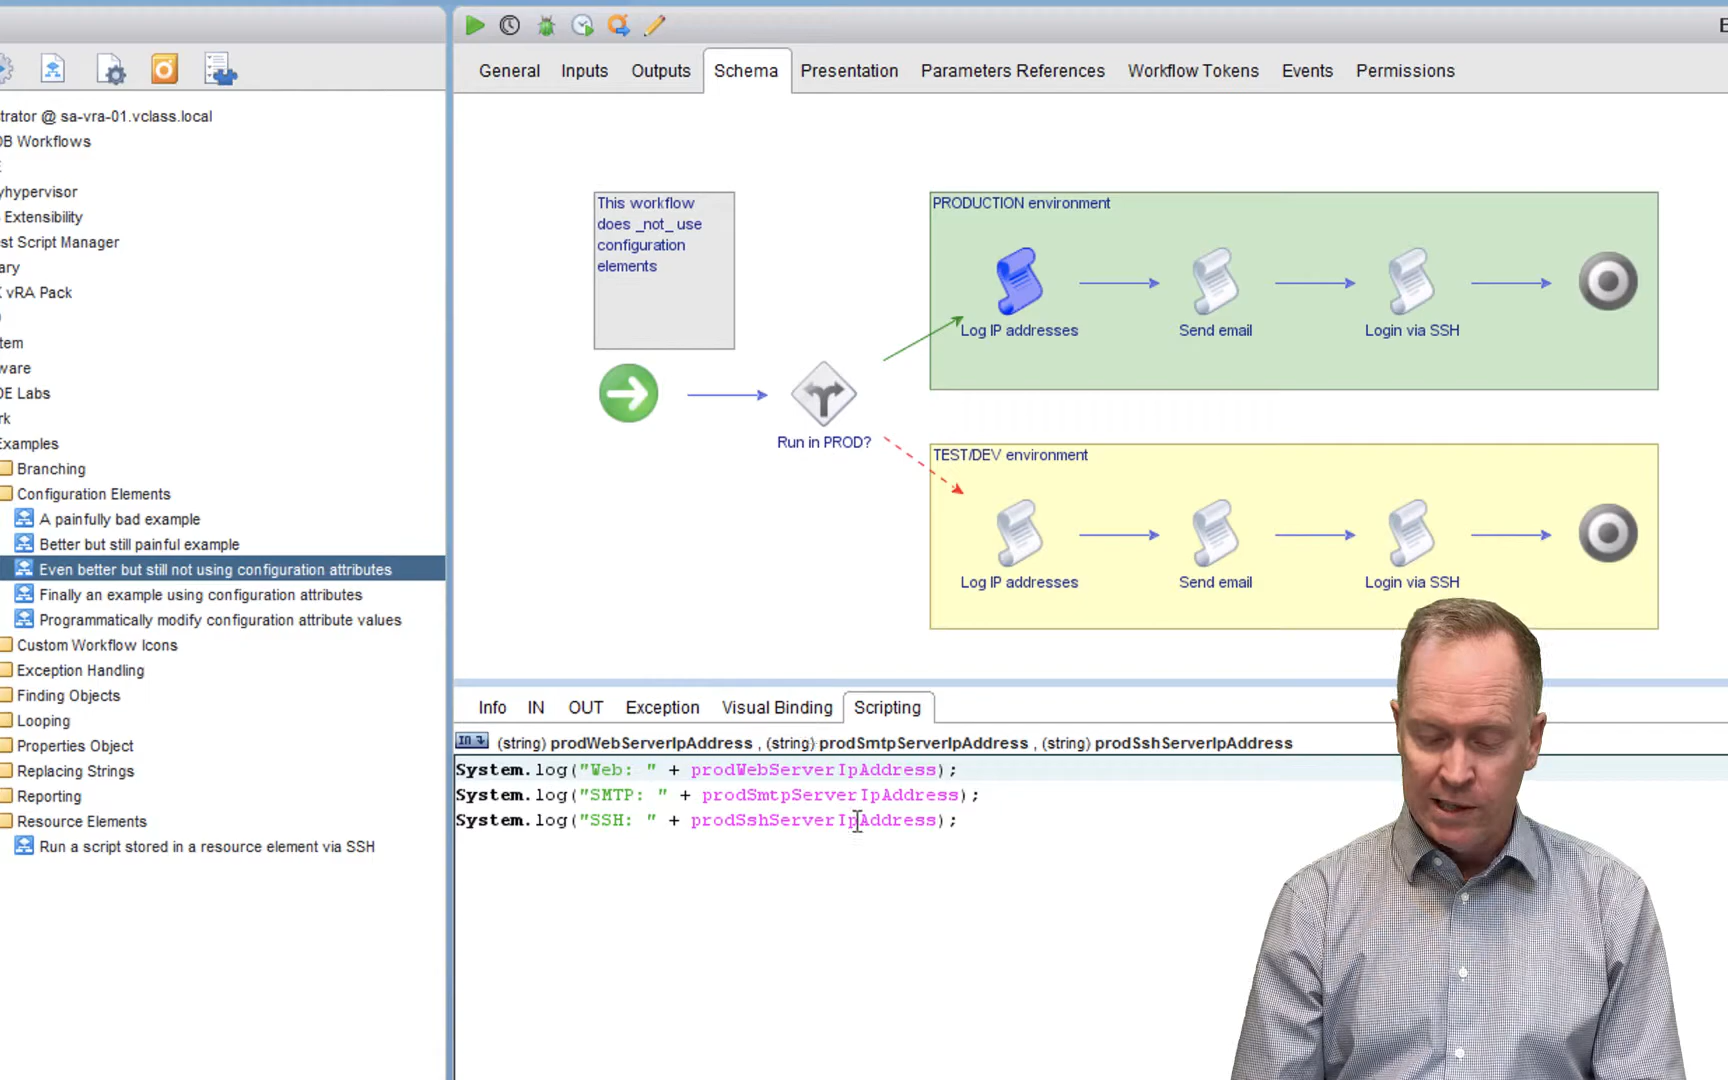 General Inputs Outputs Schema Presentation Parameters References Workflow Tokens Events Permissions
trator @ sa-vra-01.vclass.local
OB Workflows
E
yhypervisor
Extensibility
st Script Manager
ary
vRA Pack
tem
ware
DE Labs
rk
Examples
Branching
Configuration Elements
A painfully bad example
Better but still painful example
Even better but still not using configuration attributes
Finally an example using configuration attributes
Programmatically modify configuration attribute values
Custom Workflow Icons
Exception Handling
Finding Objects
Looping
Properties Object
Replacing Strings
Reporting
Resource Elements
Run a script stored in a resource element via SSH
This workflow
does _not_ use
configuration
elements
Run in PROD?
PRODUCTION environment
Log IP addresses Send email Login via SSH
TEST/DEV environment
Log IP addresses Send email Login via SSH
Info IN OUT Exception Visual Binding Scripting
IN (string) prodWebServerIpAddress , (string) prodSmtpServerIpAddress , (string) prodSshServerIpAddress
System.log("Web: " + prodWebServerIpAddress);
System.log("SMTP: " + prodSmtpServerIpAddress);
System.log("SSH: " + prodSshServerIpAddress);